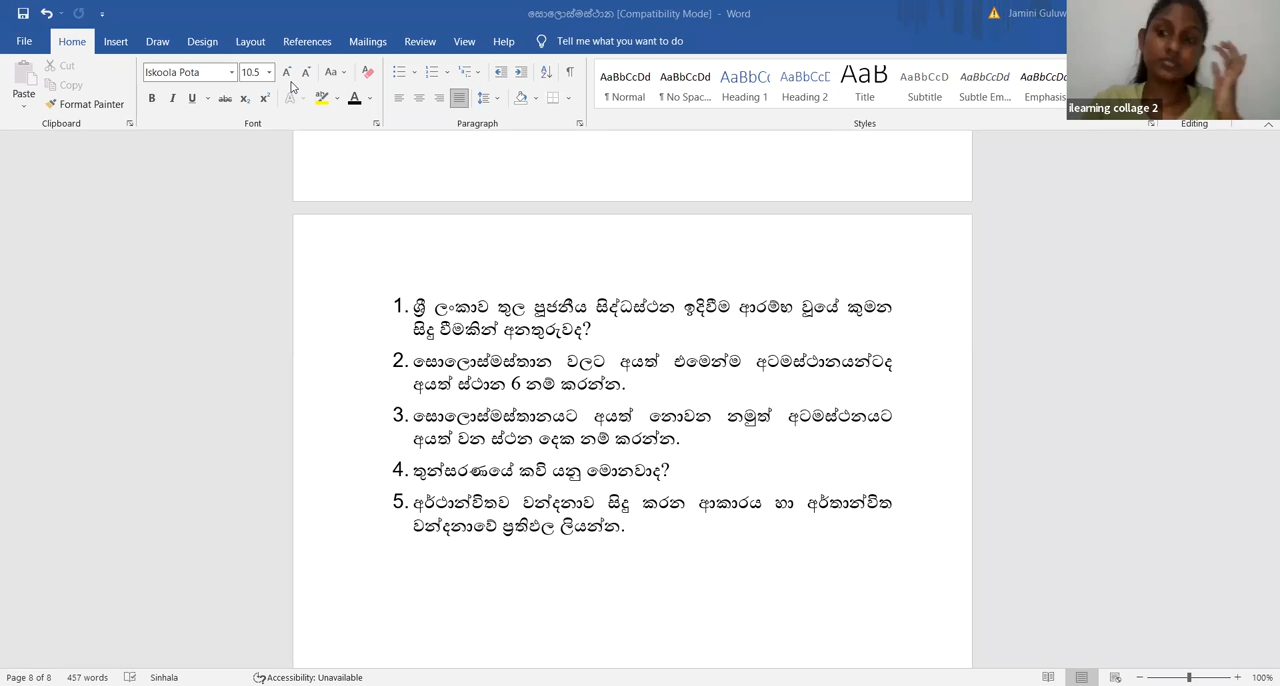 සොලොස්මස්ථාන [Compatibility Mode] - Word
Jamini Guluw
File Home Insert Draw Design Layout References Mailings Review View Help Tell me what you want to do
Paste
Cut
Copy
Format Painter
Clipboard
Iskoola Pota 10.5
Font
Paragraph
AaBbCcDd AaBbCcDd AaBbCc AaBbCcD AaB AaBbCcD AaBbCcDd AaBbCcDd
¶ Normal ¶ No Spac... Heading 1 Heading 2 Title Subtitle Subtle Em... Emphasis
Styles
Editing
ilearning collage 2
1. ශ්‍රී ලංකාව තුල පූජනීය සිද්ධස්ථන ඉදිවීම ආරම්භ වූයේ කුමන
සිදු වීමකින් අනතුරුවද?
2. සොලොස්මස්තාන වලට අයත් එමෙන්ම අටමස්ථානයන්ටද
අයත් ස්ථාන 6 නම් කරන්න.
3. සොලොස්මස්තානයට අයත් නොවන නමුත් අටමස්ථනයට
අයත් වන ස්ථන දෙක නම් කරන්න.
4. තුන්සරණයේ කවි යනු මොනවාද?
5. අර්ථාන්විතව වන්දනාව සිදු කරන ආකාරය හා අර්තාන්විත
වන්දනාවේ ප්‍රතිඵල ලියන්න.
Page 8 of 8 457 words Sinhala Accessibility: Unavailable 100%